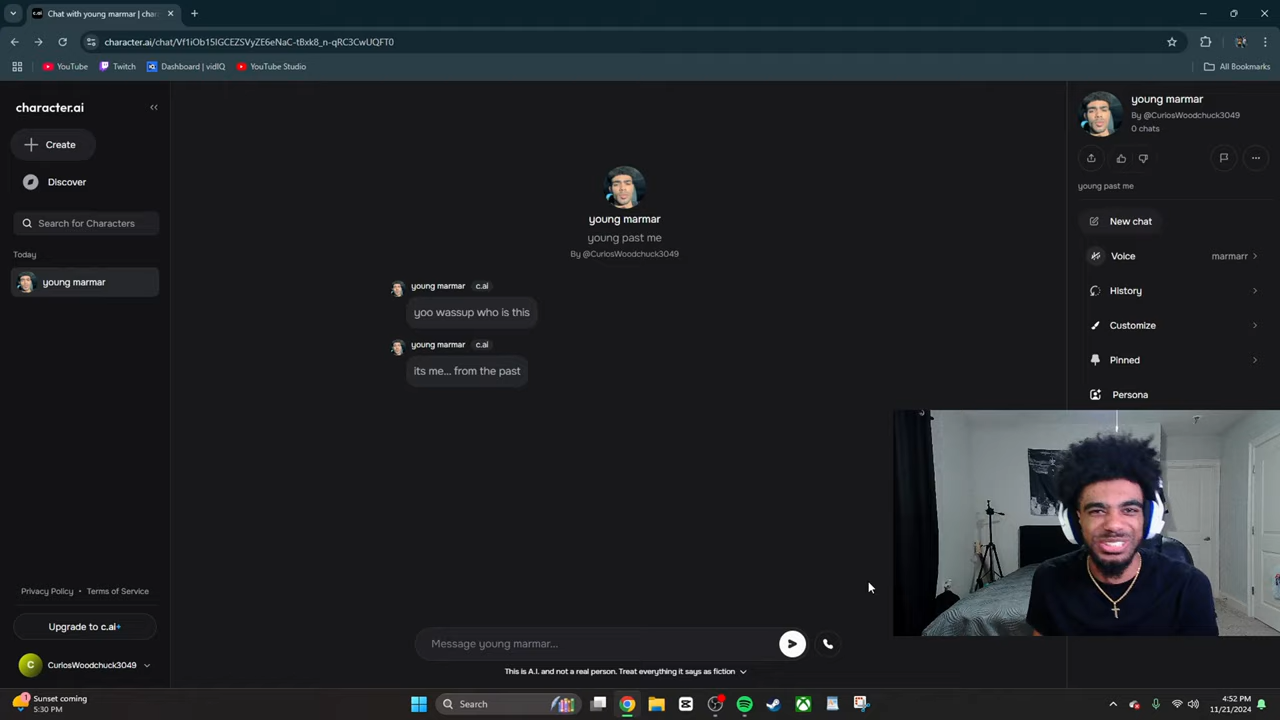 Chat with young marmar | char
character.ai/chat/Vf1iOb15IGCEZSVyZE6eNaC-tBxk8_n-qRC3CwUQFT0
YouTube
Twitch
Dashboard | vidIQ
YouTube Studio
All Bookmarks
character.ai
Create
Discover
Search for Characters
Today
young marmar
Privacy Policy • Terms of Service
Upgrade to c.ai+
C CuriosWoodchuck3049
young marmar
young past me
By @CuriosWoodchuck3049
young marmar c.ai
yoo wassup who is this
young marmar c.ai
its me... from the past
Message young marmar...
This is A.I. and not a real person. Treat everything it says as fiction
young marmar
By @CuriosWoodchuck3049
0 chats
young past me
New chat
Voice marmarr
History
Customize
Pinned
Persona
1
Sunset coming
5:30 PM
Search
4:52 PM
11/21/2024